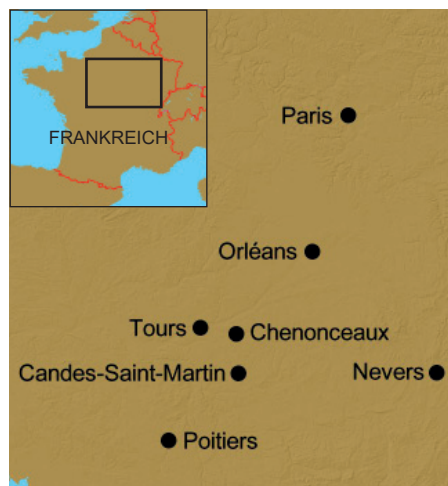 FRANKREICH
Paris
Orléans
Tours
Chenonceaux
Candes-Saint-Martin
Nevers
Poitiers